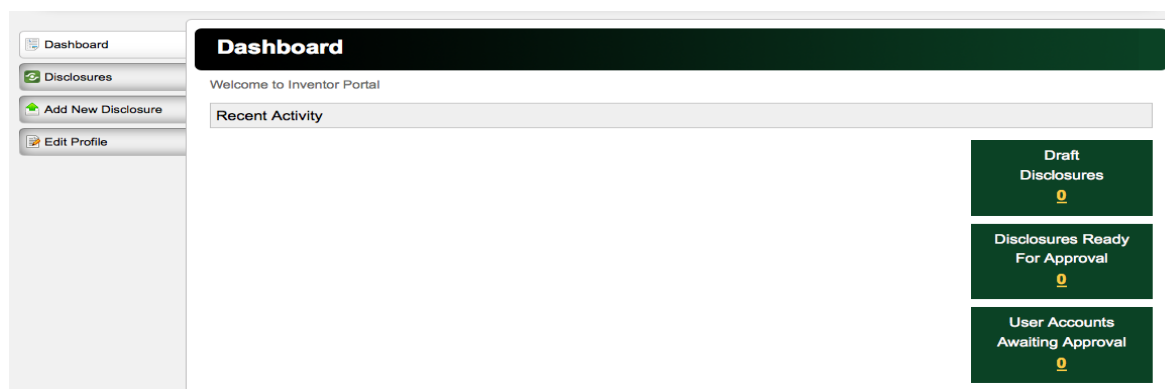 Dashboard
Disclosures
Add New Disclosure
Edit Profile
Dashboard
Welcome to Inventor Portal
Recent Activity
Draft
Disclosures
0
Disclosures Ready
For Approval
0
User Accounts
Awaiting Approval
0